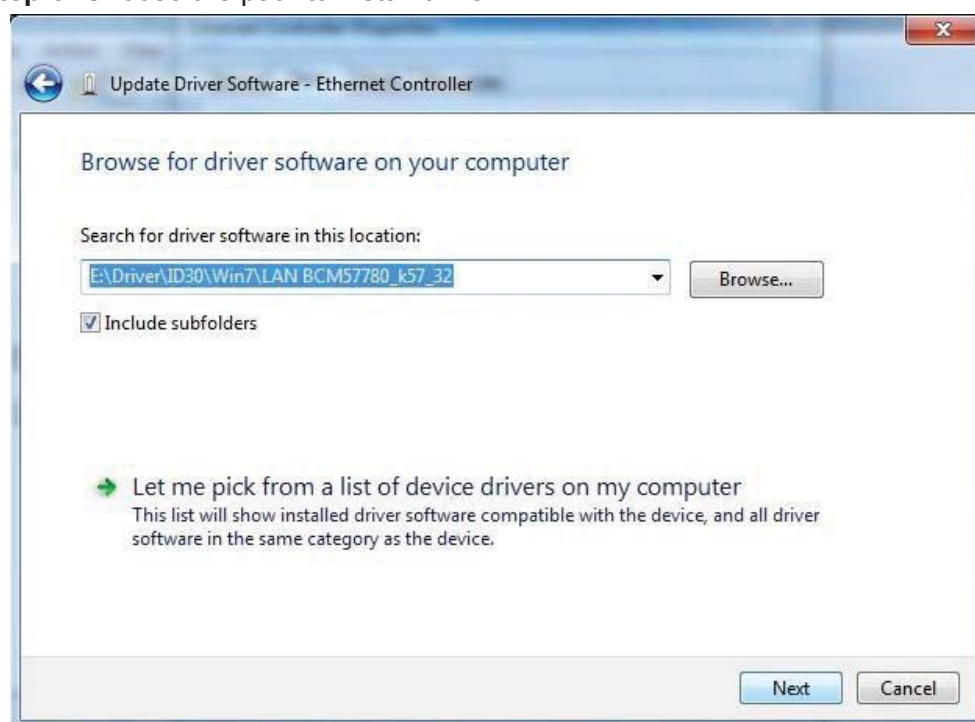 Update Driver Software - Ethernet Controller
Browse for driver software on your computer
Search for driver software in this location:
E:\Driver\ID30\Win7\LAN BCM57780_k57_32
Browse...
Include subfolders
Let me pick from a list of device drivers on my computer
This list will show installed driver software compatible with the device, and all driver
software in the same category as the device.
Next
Cancel